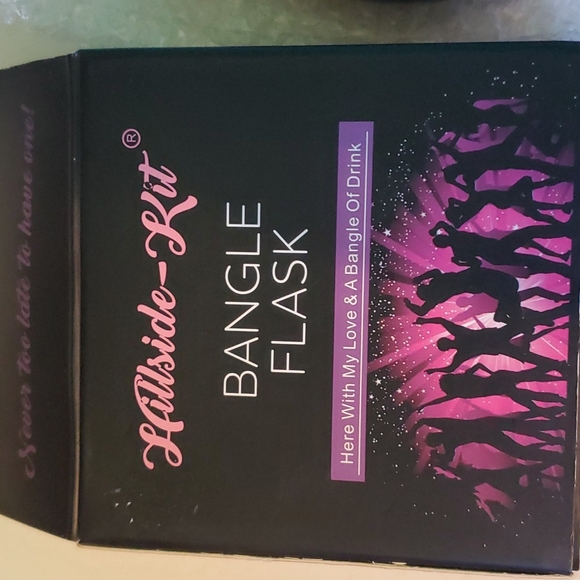 Never too late to have one!
Hillside-Kit®
BANGLE
FLASK
Here With My Love & A Bangle Of Drink